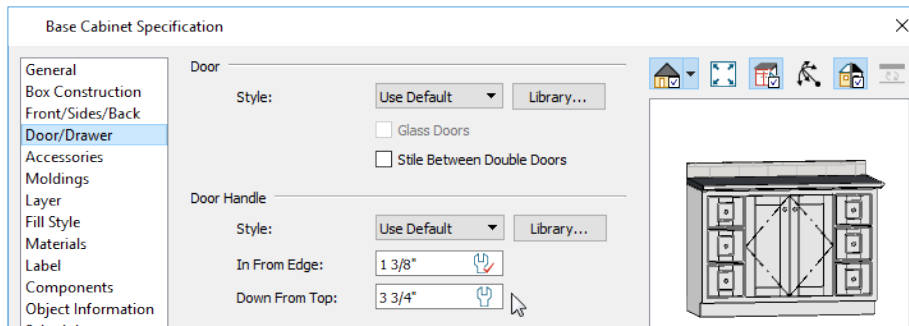 Base Cabinet Specification
General
Box Construction
Front/Sides/Back
Door/Drawer
Accessories
Moldings
Layer
Fill Style
Materials
Label
Components
Object Information
Door
Style: Use Default Library...
Glass Doors
Stile Between Double Doors
Door Handle
Style: Use Default Library...
In From Edge: 1 3/8"
Down From Top: 3 3/4"